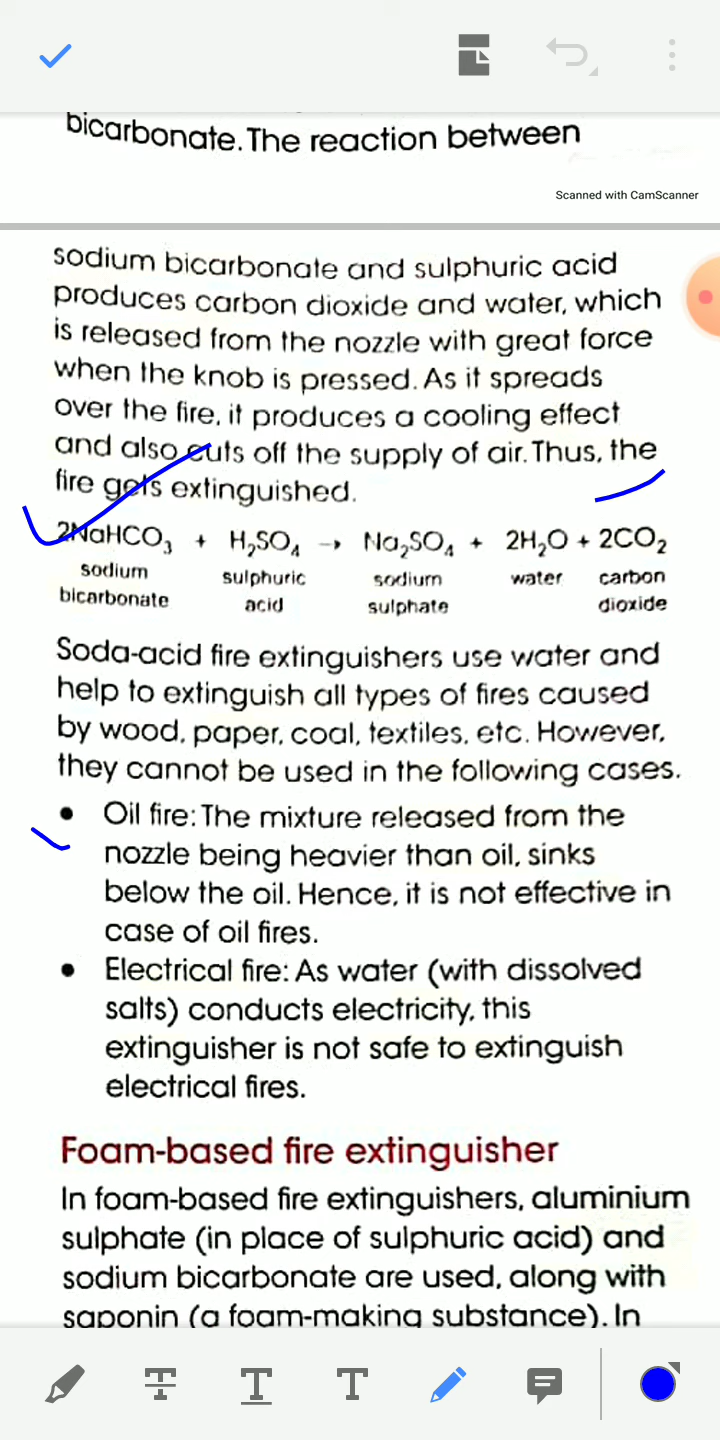 bicarbonate. The reaction between
Scanned with CamScanner
sodium bicarbonate and sulphuric acid
produces carbon dioxide and water, which
is released from the nozzle with great force
when the knob is pressed. As it spreads
over the fire, it produces a cooling effect
and also cuts off the supply of air. Thus, the
fire gets extinguished.
2NaHCO₃ + H₂SO₄ → Na₂SO₄ + 2H₂O + 2CO₂
sodium sulphuric sodium water carbon
bicarbonate acid sulphate dioxide
Soda-acid fire extinguishers use water and
help to extinguish all types of fires caused
by wood, paper, coal, textiles, etc. However,
they cannot be used in the following cases.
• Oil fire: The mixture released from the
nozzle being heavier than oil, sinks
below the oil. Hence, it is not effective in
case of oil fires.
• Electrical fire: As water (with dissolved
salts) conducts electricity, this
extinguisher is not safe to extinguish
electrical fires.
Foam-based fire extinguisher
In foam-based fire extinguishers, aluminium
sulphate (in place of sulphuric acid) and
sodium bicarbonate are used, along with
saponin (a foam-making substance). In
T T T